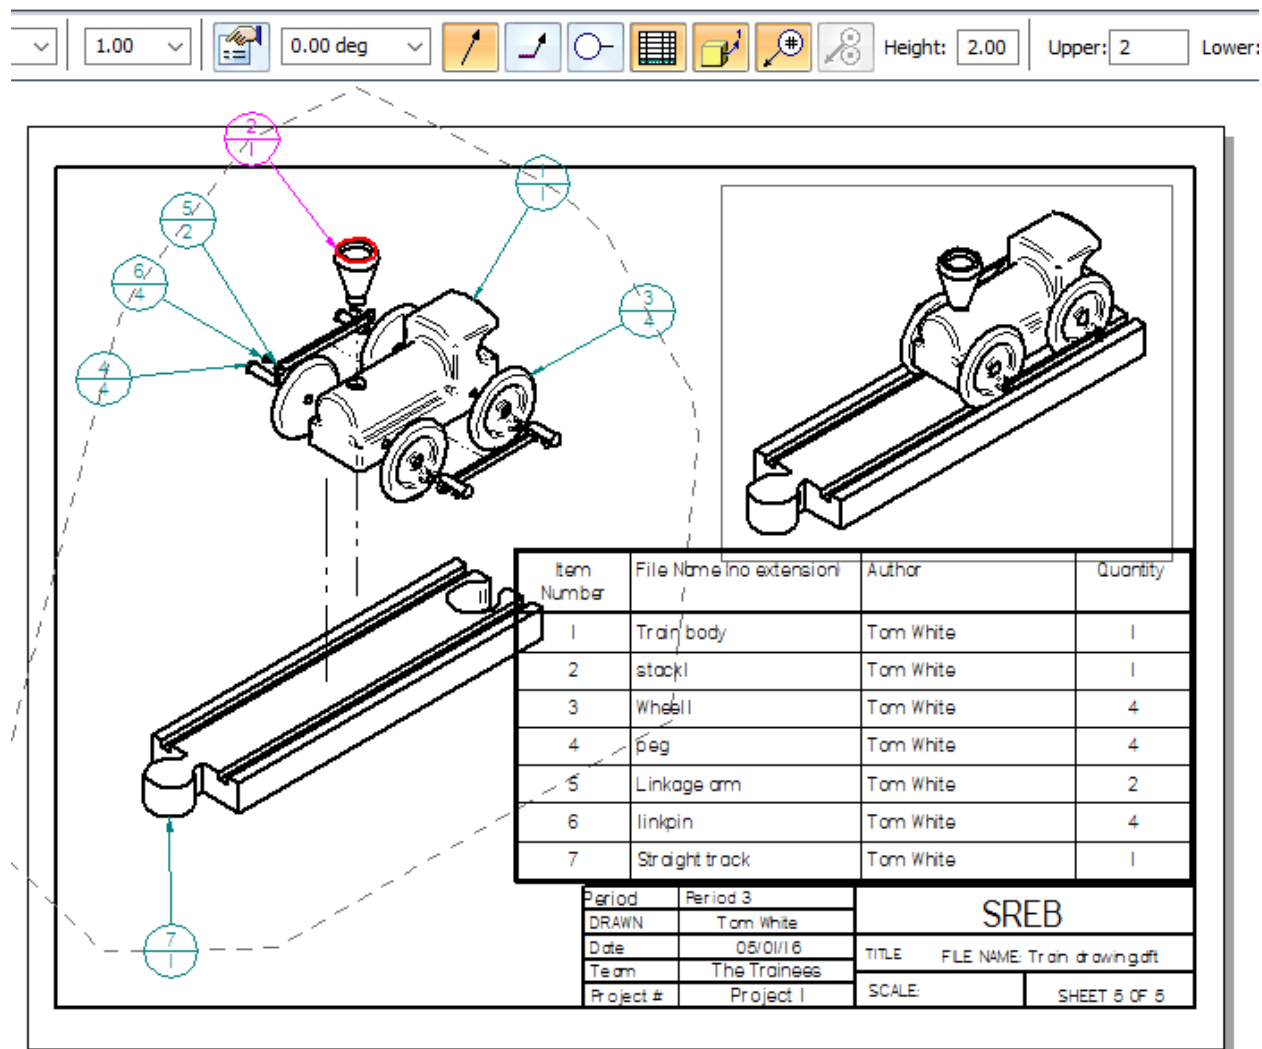 1.00 0.00 deg Height: 2.00 Upper: 2 Lower:
2
1
1
1
5
2
6
4
3
4
4
4
7
1
Item Number File Name (no extension) Author Quantity
1 Train body Tom White 1
2 stack1 Tom White 1
3 Wheel1 Tom White 4
4 peg Tom White 4
5 Linkage arm Tom White 2
6 linkpin Tom White 4
7 Straight track Tom White 1
Period Period 3
DRAWN Tom White
Date 05/01/16
Team The Trainees
Project # Project 1
SREB
TITLE FILE NAME: Train drawing.dft
SCALE: SHEET 5 OF 5